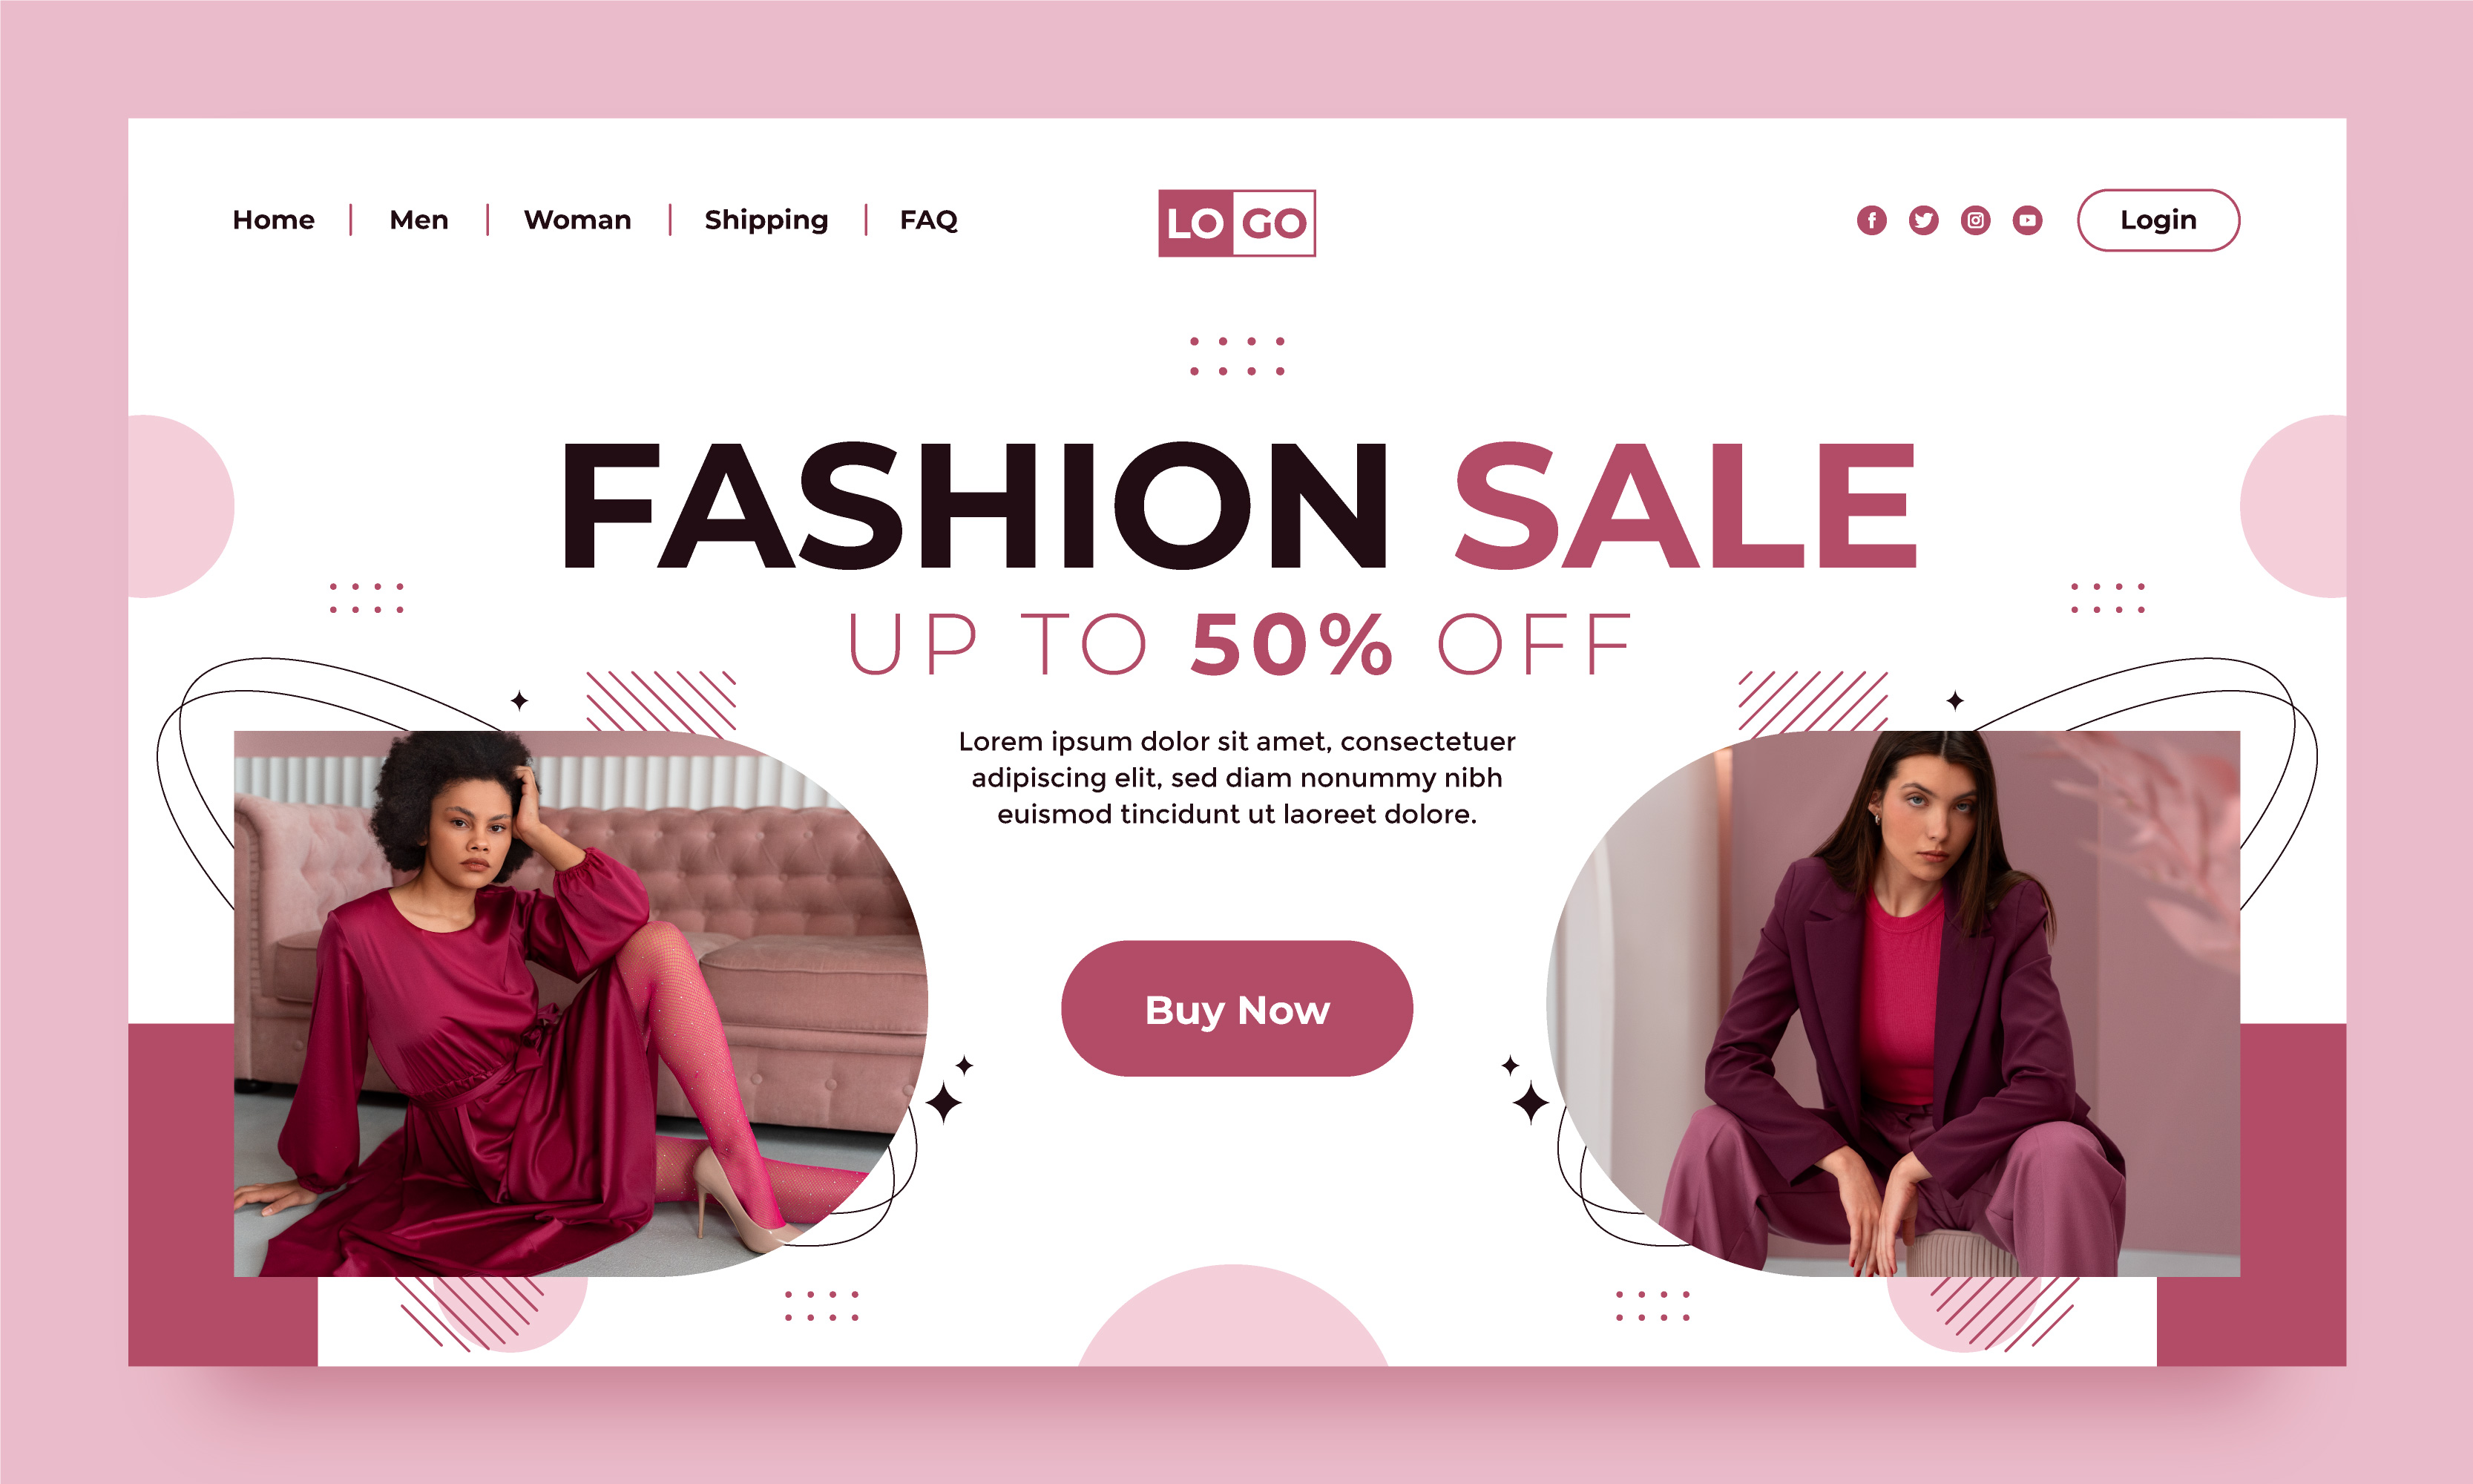 Home
Men
Woman
Shipping
FAQ
LOGO
Login
FASHION SALE
UP TO 50% OFF
Lorem ipsum dolor sit amet, consectetuer
adipiscing elit, sed diam nonummy nibh
euismod tincidunt ut laoreet dolore.
Buy Now